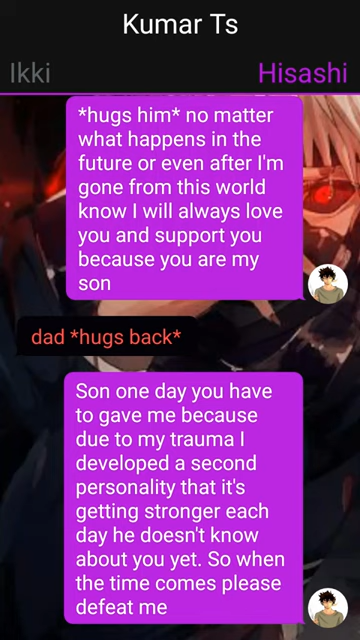 Kumar Ts
Ikki
Hisashi
*hugs him* no matter
what happens in the
future or even after I'm
gone from this world
know I will always love
you and support you
because you are my
son
dad *hugs back*
Son one day you have
to gave me because
due to my trauma I
developed a second
personality that it's
getting stronger each
day he doesn't know
about you yet. So when
the time comes please
defeat me